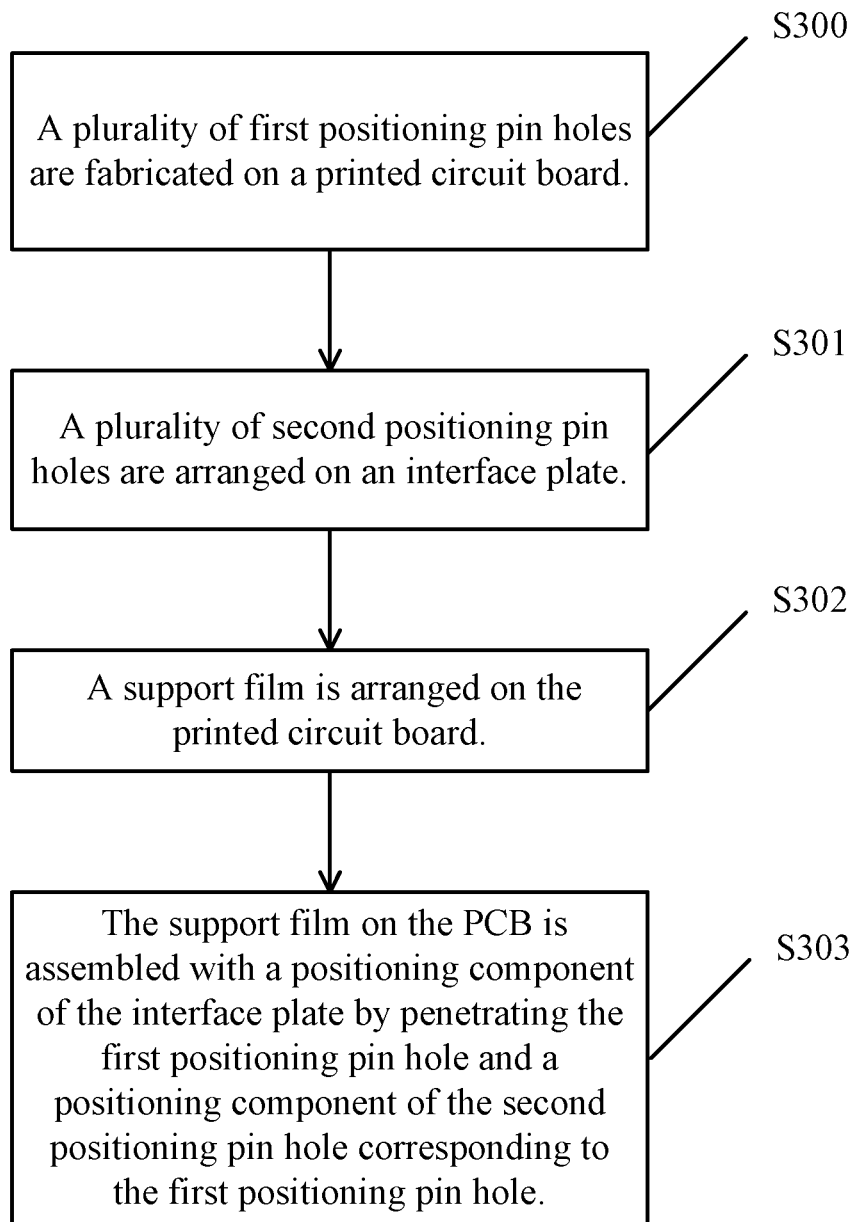 S300
A plurality of first positioning pin holes
are fabricated on a printed circuit board.
S301
A plurality of second positioning pin
holes are arranged on an interface plate.
S302
A support film is arranged on the
printed circuit board.
S303
The support film on the PCB is
assembled with a positioning component
of the interface plate by penetrating the
first positioning pin hole and a
positioning component of the second
positioning pin hole corresponding to
the first positioning pin hole.